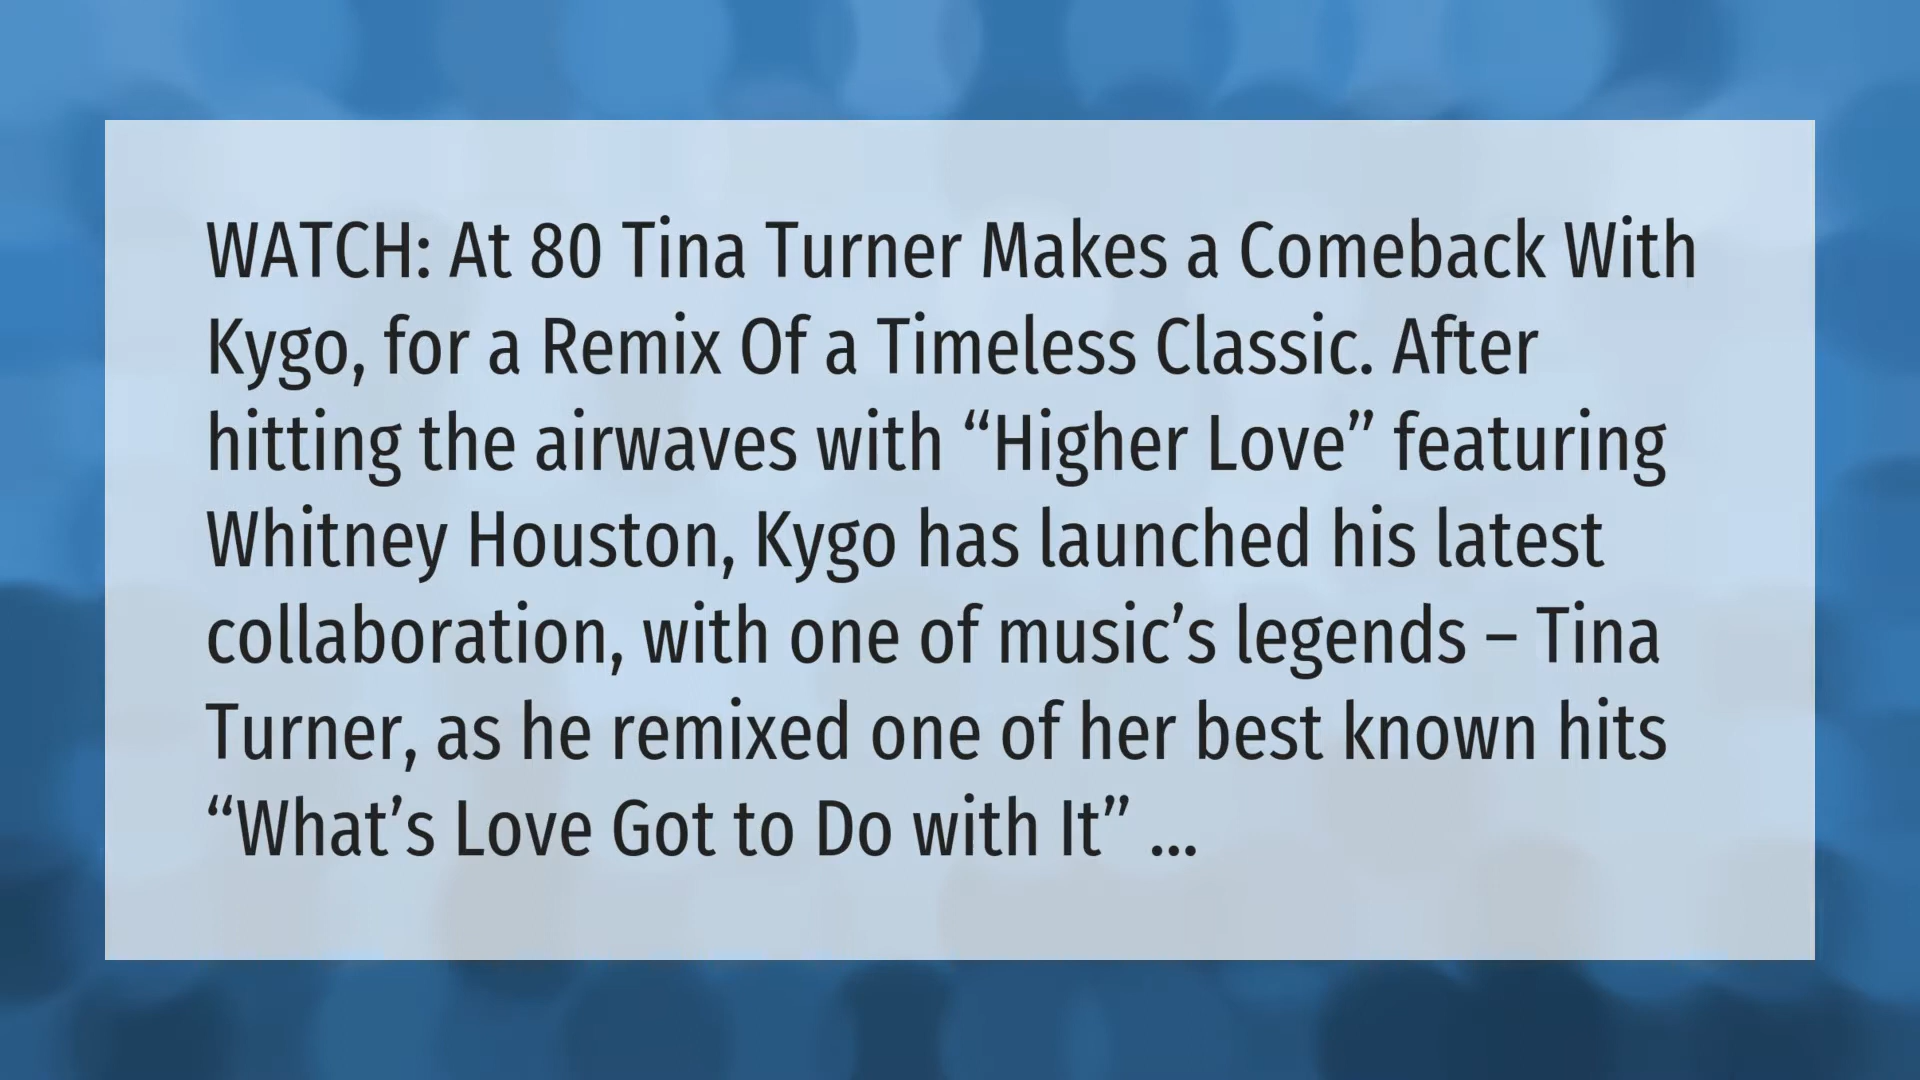 WATCH: At 80 Tina Turner Makes a Comeback With
Kygo, for a Remix Of a Timeless Classic. After
hitting the airwaves with “Higher Love” featuring
Whitney Houston, Kygo has launched his latest
collaboration, with one of music’s legends – Tina
Turner, as he remixed one of her best known hits
“What’s Love Got to Do with It” ...